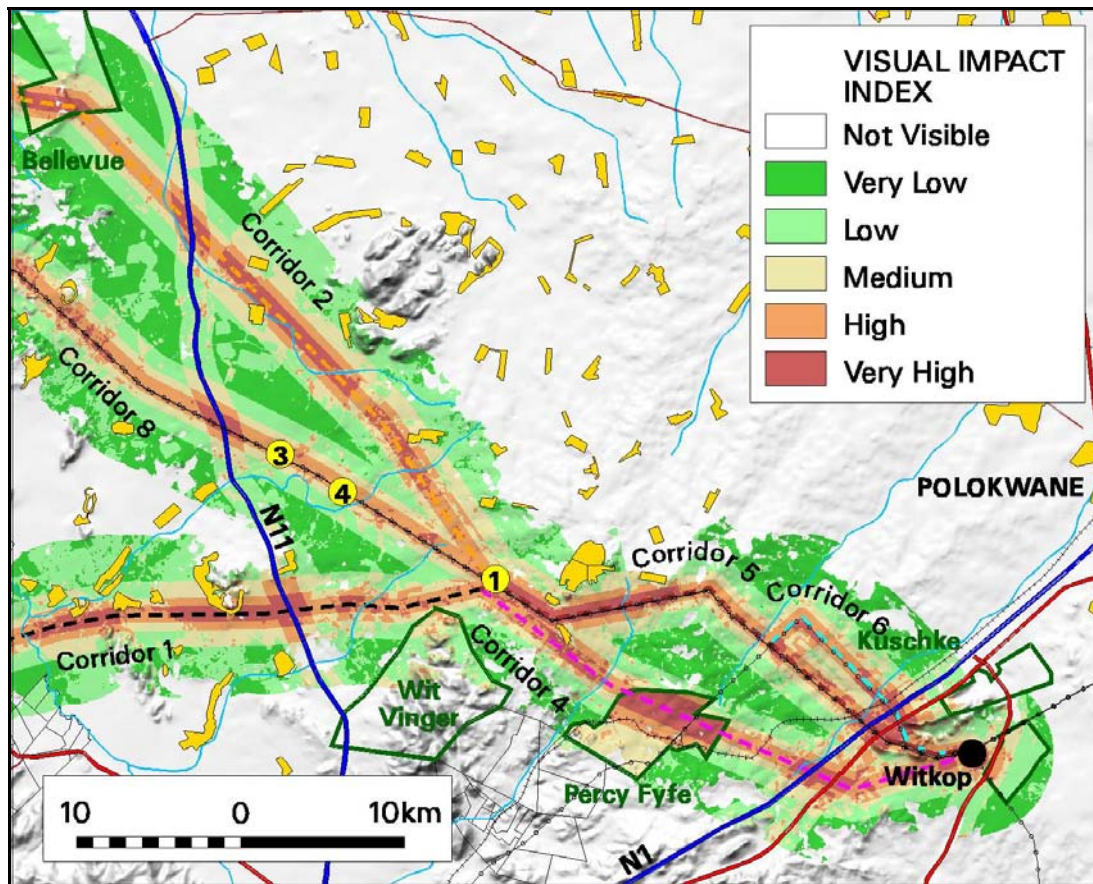 VISUAL IMPACT
INDEX
Not Visible
Very Low
Low
Medium
High
Very High
Bellevue
Corridor 2
Corridor 8
3
4
N11
POLOKWANE
1
Corridor 5
Corridor 6
Kuschke
Corridor 1
Corridor 4
Wit
Vinger
Witkop
Percy Fyfe
N1
10 0 10km